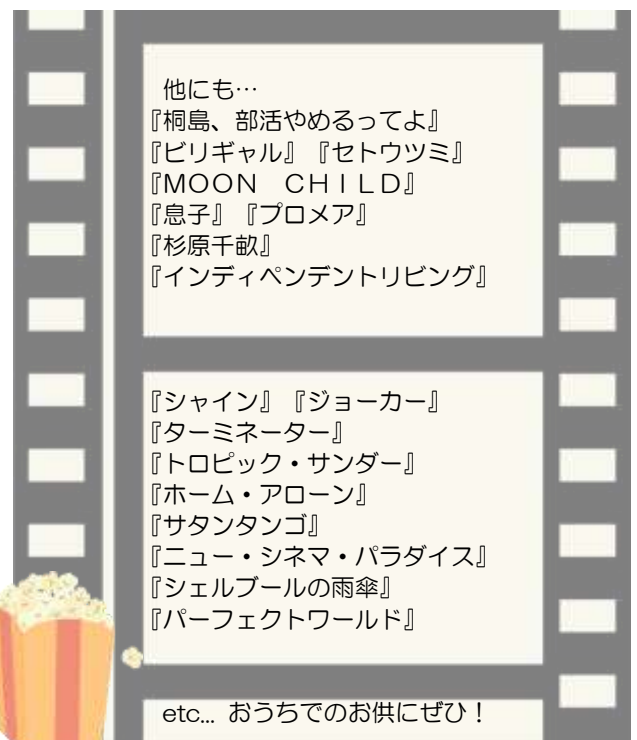 他にも…
『桐島、部活やめるってよ』
『ビリギャル』『セトウツミ』
『ＭＯＯＮ　ＣＨＩＬＤ』
『息子』『プロメア』
『杉原千畝』
『インディペンデントリビング』
『シャイン』『ジョーカー』
『ターミネーター』
『トロピック・サンダー』
『ホーム・アローン』
『サタンタンゴ』
『ニュー・シネマ・パラダイス』
『シェルブールの雨傘』
『パーフェクトワールド』
etc... おうちでのお供にぜひ！